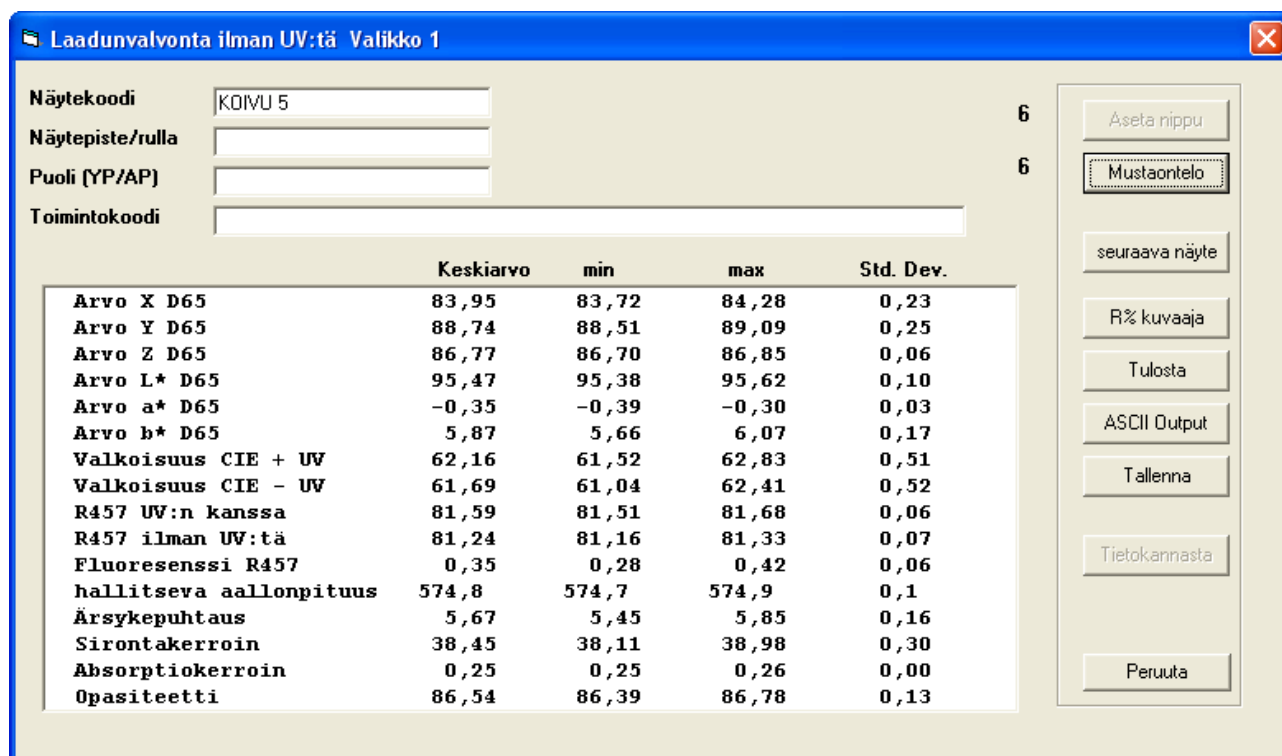 Laadunvalvonta ilman UV:tä Valikko 1
Näytekoodi KOIVU 5
Näytepiste/rulla
Puoli (YP/AP)
Toimintokoodi
6
6
Aseta nippu
Mustaontelo
seuraava näyte
R% kuvaaja
Tulosta
ASCII Output
Tallenna
Tietokannasta
Peruuta
Keskiarvo min max Std. Dev.
Arvo X D65 83,95 83,72 84,28 0,23
Arvo Y D65 88,74 88,51 89,09 0,25
Arvo Z D65 86,77 86,70 86,85 0,06
Arvo L* D65 95,47 95,38 95,62 0,10
Arvo a* D65 -0,35 -0,39 -0,30 0,03
Arvo b* D65 5,87 5,66 6,07 0,17
Valkoisuus CIE + UV 62,16 61,52 62,83 0,51
Valkoisuus CIE - UV 61,69 61,04 62,41 0,52
R457 UV:n kanssa 81,59 81,51 81,68 0,06
R457 ilman UV:tä 81,24 81,16 81,33 0,07
Fluoresenssi R457 0,35 0,28 0,42 0,06
hallitseva aallonpituus 574,8 574,7 574,9 0,1
Ärsykepuhtaus 5,67 5,45 5,85 0,16
Sirontakerroin 38,45 38,11 38,98 0,30
Absorptiokerroin 0,25 0,25 0,26 0,00
Opasiteetti 86,54 86,39 86,78 0,13